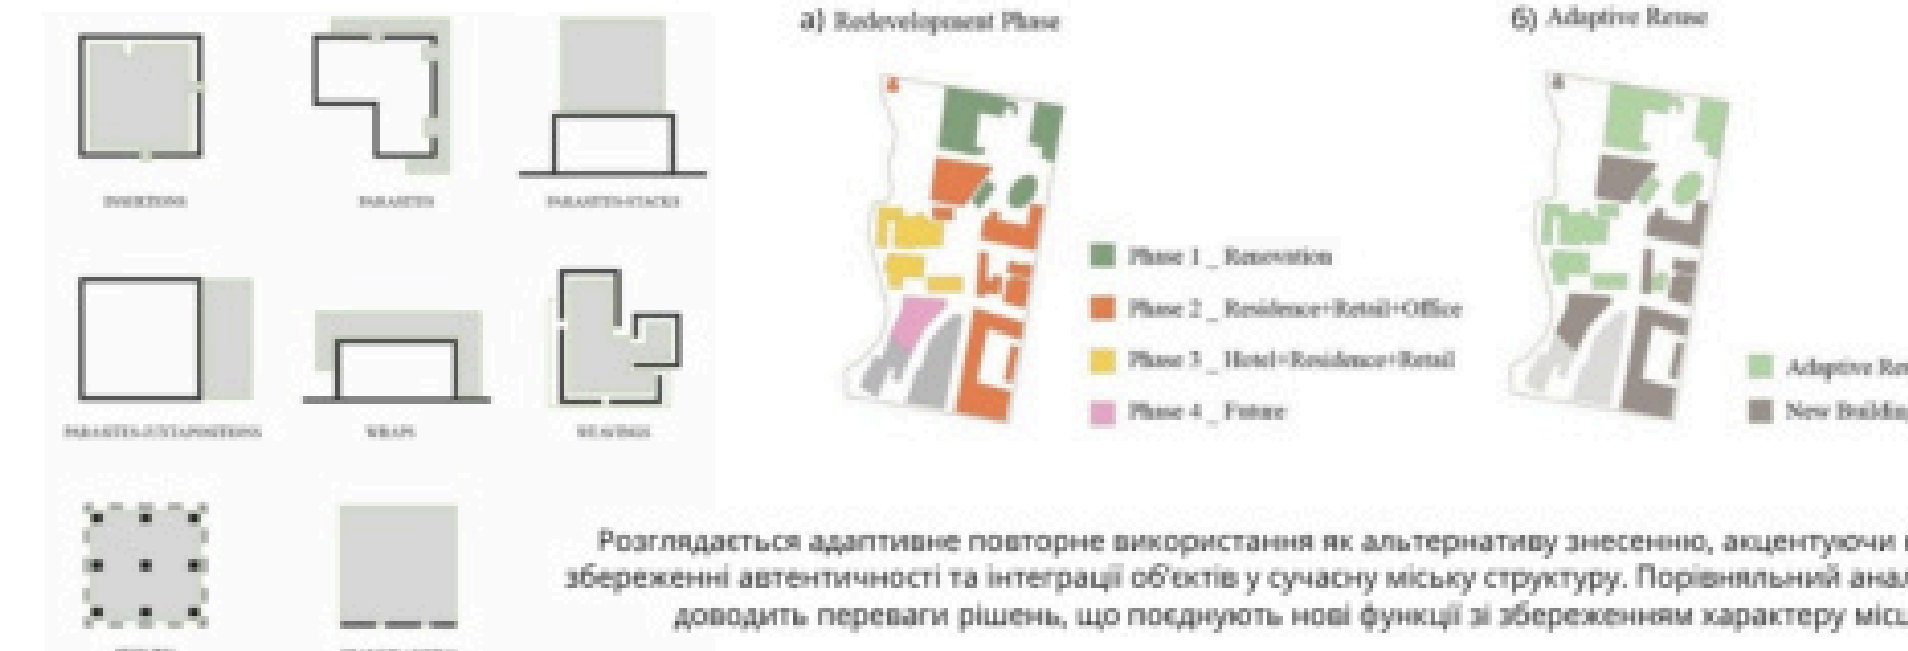 а) Redevelopment Phase
б) Adaptive Reuse
INSERTIONS
PARASITES
PARASITES-STACKS
PARASITES-JUXTAPOSITIONS
WRAPS
WEAVINGS
Phase 1 _ Renovation
Phase 2 _ Residence+Retail+Office
Phase 3 _ Hotel+Residence+Retail
Phase 4 _ Future
Adaptive
New
Розглядається адаптивне повторне використання як альтернативу знесенню, акцентуючи
збереженні автентичності та інтеграції об'єктів у сучасну міську структуру. Порівняльний
доводить переваги рішень, що поєднують нові функції зі збереженням характеру